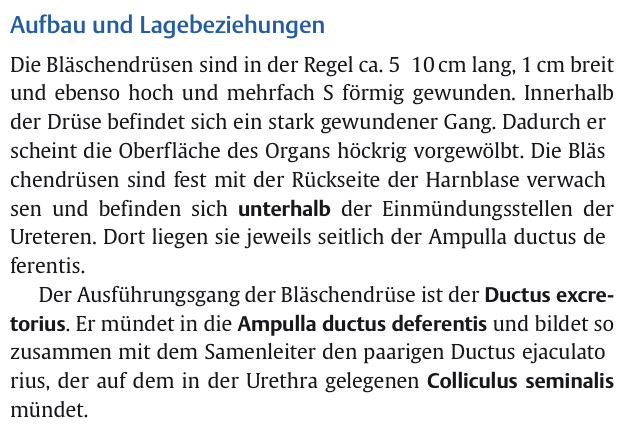 Aufbau und Lagebeziehungen
Die Bläschendrüsen sind in der Regel ca. 5 10 cm lang, 1 cm breit
und ebenso hoch und mehrfach S förmig gewunden. Innerhalb
der Drüse befindet sich ein stark gewundener Gang. Dadurch er
scheint die Oberfläche des Organs höckrig vorgewölbt. Die Bläs
chendrüsen sind fest mit der Rückseite der Harnblase verwach
sen und befinden sich unterhalb der Einmündungsstellen der
Ureteren. Dort liegen sie jeweils seitlich der Ampulla ductus de
ferentis.
Der Ausführungsgang der Bläschendrüse ist der Ductus excre-
torius. Er mündet in die Ampulla ductus deferentis und bildet so
zusammen mit dem Samenleiter den paarigen Ductus ejaculato
rius, der auf dem in der Urethra gelegenen Colliculus seminalis
mündet.